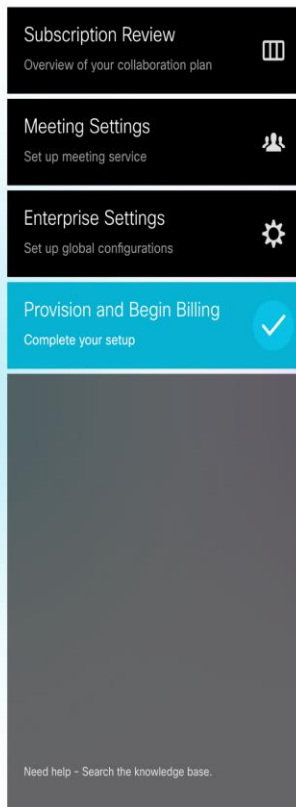 Subscription Review
Overview of your collaboration plan
Meeting Settings
Set up meeting service
Enterprise Settings
Set up global configurations
Provision and Begin Billing
Complete your setup
Need help - Search the knowledge base.